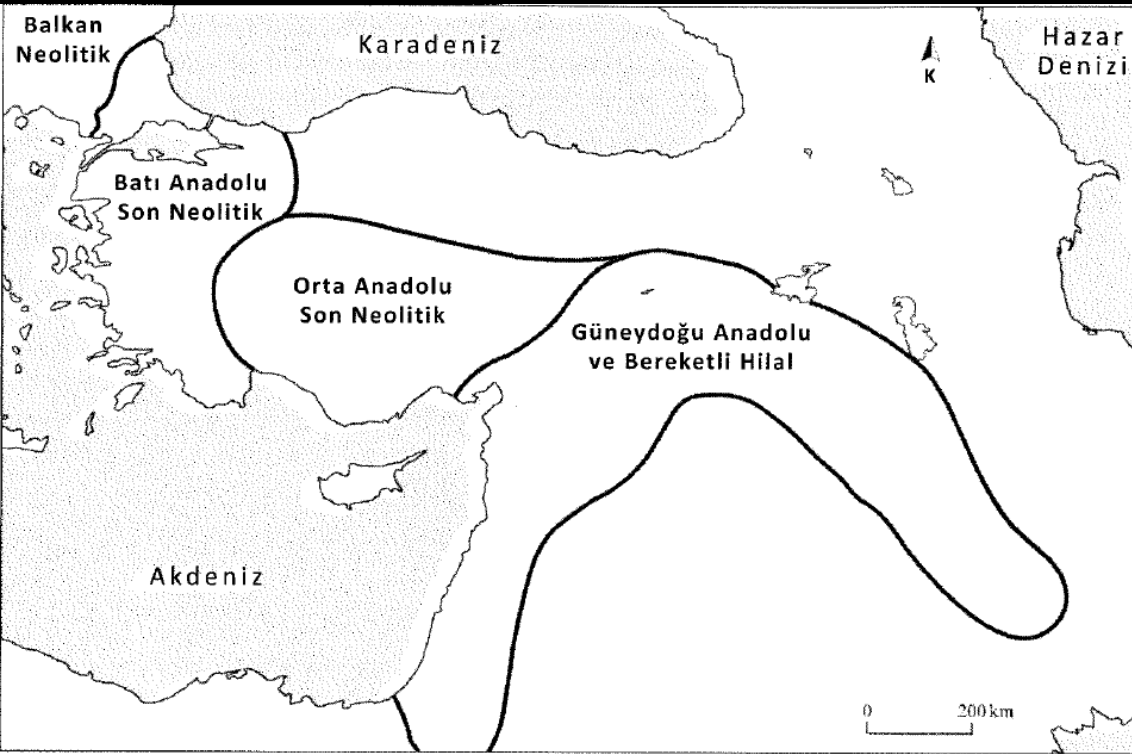 Balkan
Neolitik
Karadeniz
K
Hazar
Denizi
Batı Anadolu
Son Neolitik
Orta Anadolu
Son Neolitik
Güneydoğu Anadolu
ve Bereketli Hilal
Akdeniz
0 200 km